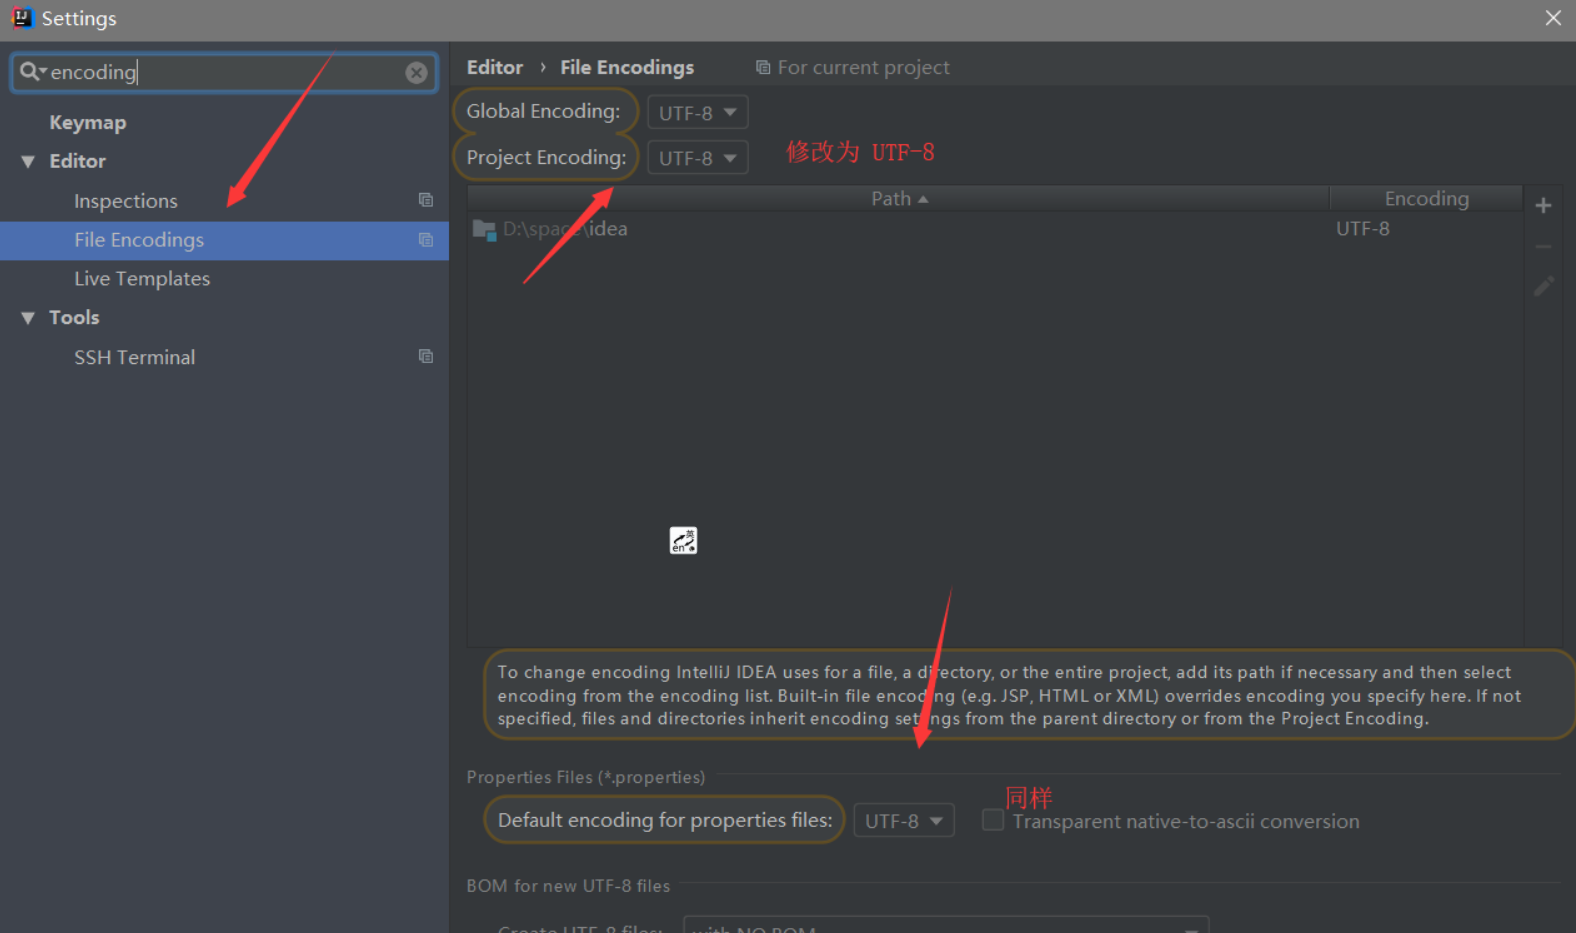 Settings
encoding
Editor › File Encodings For current project
Keymap
Editor
Inspections
File Encodings
Live Templates
Tools
SSH Terminal
Global Encoding: UTF-8
Project Encoding: UTF-8
修改为 UTF-8
Path Encoding
D:\space\idea UTF-8
英
en
To change encoding IntelliJ IDEA uses for a file, a directory, or the entire project, add its path if necessary and then select
encoding from the encoding list. Built-in file encoding (e.g. JSP, HTML or XML) overrides encoding you specify here. If not
specified, files and directories inherit encoding settings from the parent directory or from the Project Encoding.
Properties Files (*.properties)
同样
Default encoding for properties files: UTF-8 Transparent native-to-ascii conversion
BOM for new UTF-8 files
Create UTF-8 files: with NO BOM